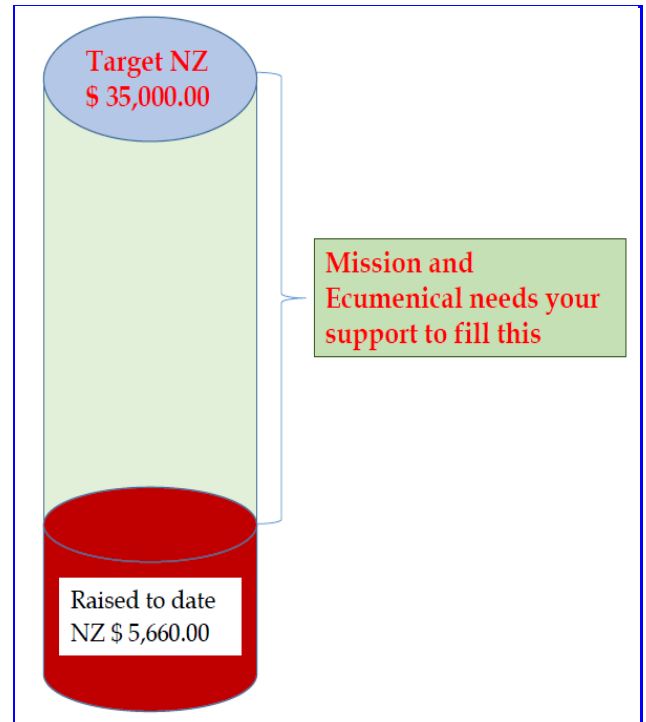 Target NZ
$ 35,000.00
Mission and
Ecumenical needs your
support to fill this
Raised to date
NZ $ 5,660.00